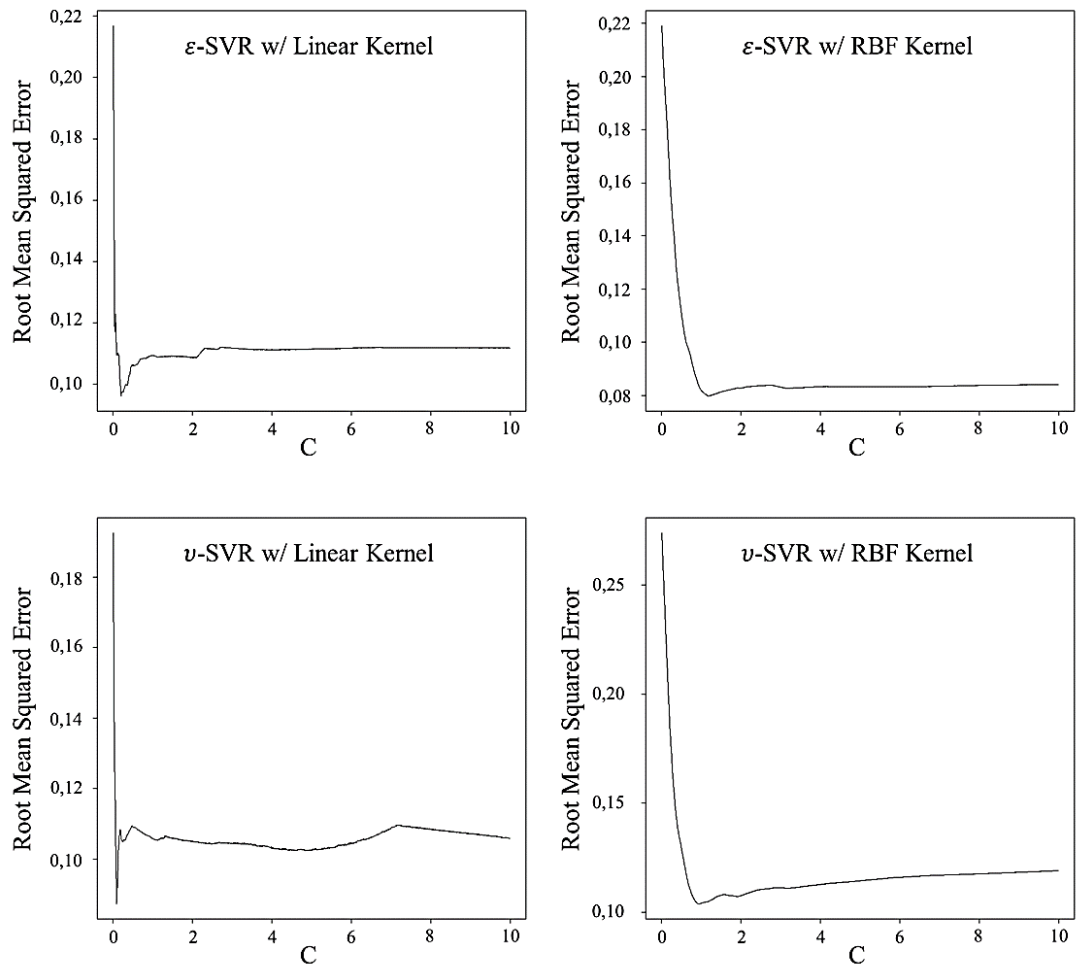 ε-SVR w/ Linear Kernel
Root Mean Squared Error
0,22
0,20
0,18
0,16
0,14
0,12
0,10
0 2 4 6 8 10
C
ε-SVR w/ RBF Kernel
Root Mean Squared Error
0,22
0,20
0,18
0,16
0,14
0,12
0,10
0,08
0 2 4 6 8 10
C
υ-SVR w/ Linear Kernel
Root Mean Squared Error
0,18
0,16
0,14
0,12
0,10
0 2 4 6 8 10
C
υ-SVR w/ RBF Kernel
Root Mean Squared Error
0,25
0,20
0,15
0,10
0 2 4 6 8 10
C